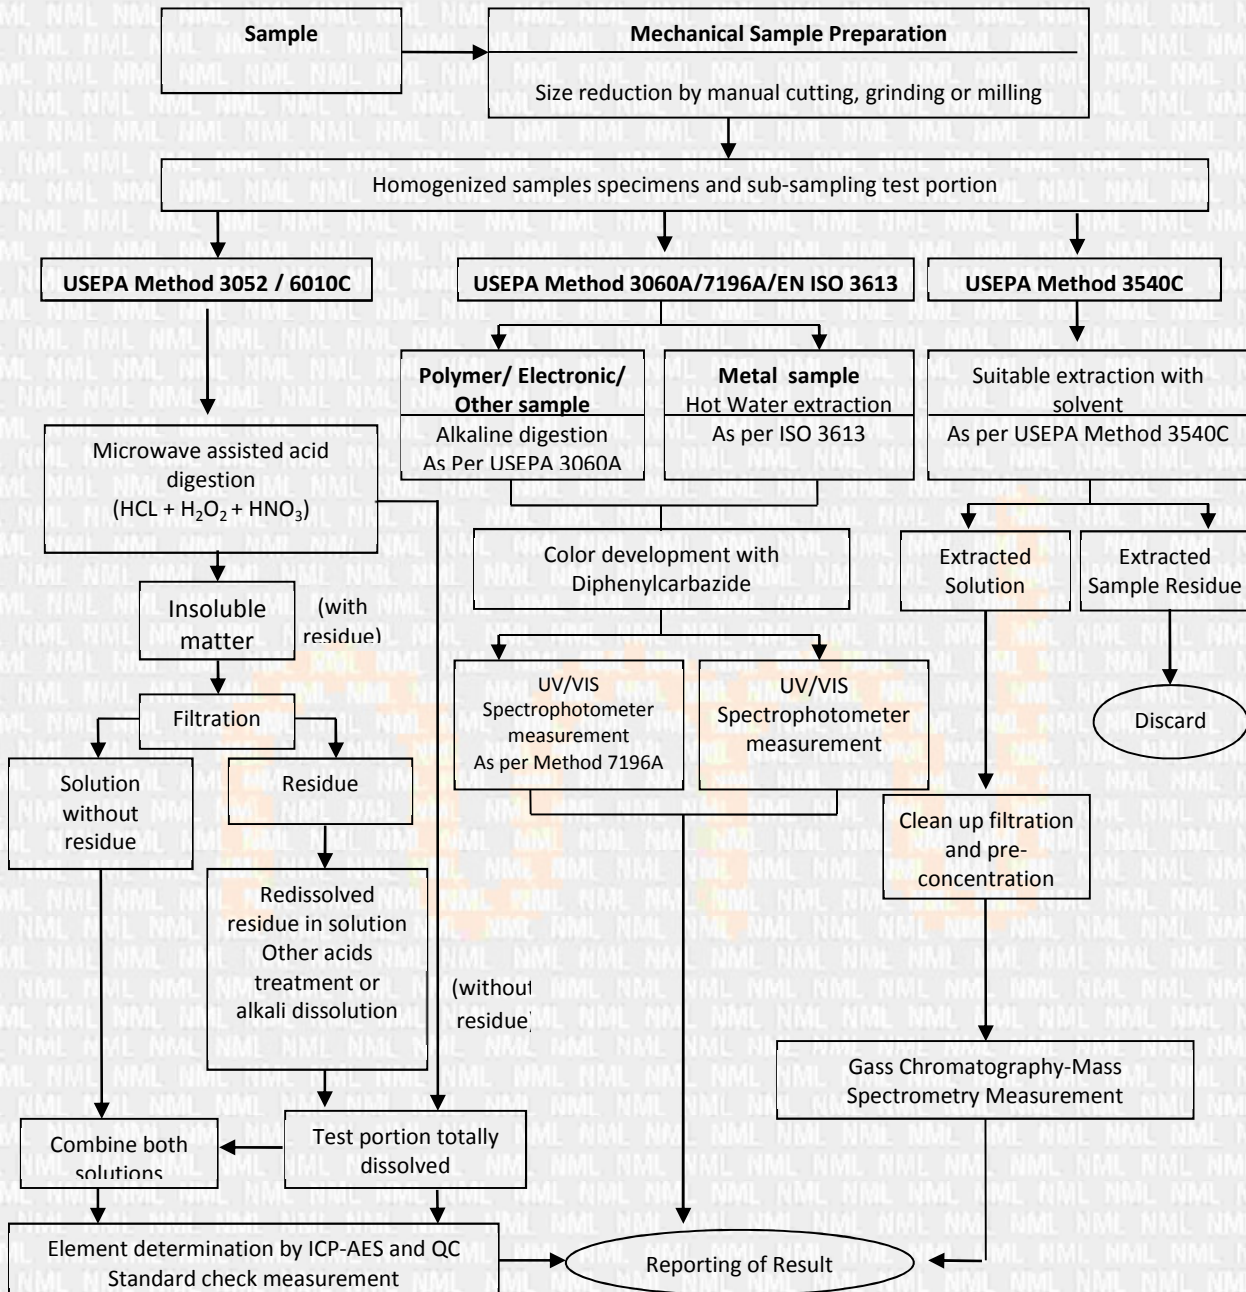 Sample
Mechanical Sample Preparation
Size reduction by manual cutting, grinding or milling
Homogenized samples specimens and sub-sampling test portion
USEPA Method 3052 / 6010C
USEPA Method 3060A/7196A/EN ISO 3613
USEPA Method 3540C
Polymer/ Electronic/
Other sample
Alkaline digestion
As Per USEPA 3060A
Metal sample
Hot Water extraction
As per ISO 3613
Suitable extraction with
solvent
As per USEPA Method 3540C
Microwave assisted acid
digestion
(HCL + H₂O₂ + HNO₃)
Color development with
Diphenylcarbazide
Extracted
Solution
Extracted
Sample Residue
Insoluble
matter
(with
residue)
UV/VIS
Spectrophotometer
measurement
As per Method 7196A
UV/VIS
Spectrophotometer
measurement
Discard
Filtration
Solution
without
residue
Residue
Clean up filtration
and pre-
concentration
Redissolved
residue in solution
Other acids
treatment or
alkali dissolution
(without
residue)
Gass Chromatography-Mass
Spectrometry Measurement
Combine both
solutions
Test portion totally
dissolved
Element determination by ICP-AES and QC
Standard check measurement
Reporting of Result